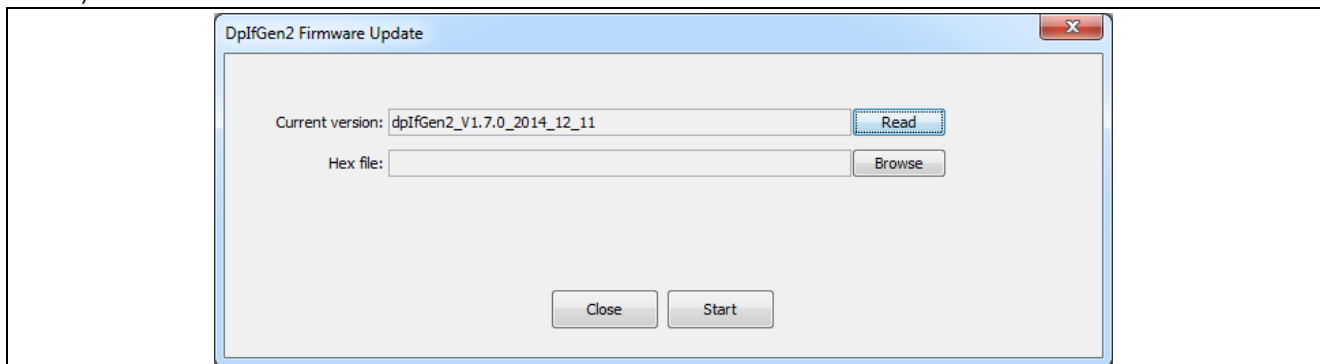 DpIfGen2 Firmware Update
Current version: dpIfGen2_V1.7.0_2014_12_11 Read
Hex file: Browse
Close Start